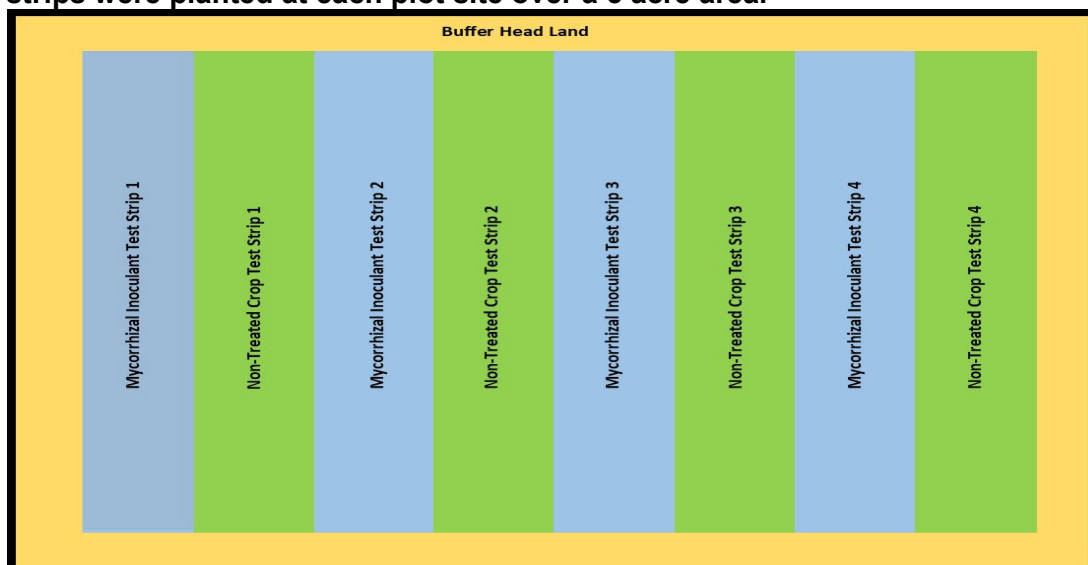 strips were planted at each plot site over a 6 acre area.
Buffer Head Land
Mycorrhizal Inoculant Test Strip 1
Non-Treated Crop Test Strip 1
Mycorrhizal Inoculant Test Strip 2
Non-Treated Crop Test Strip 2
Mycorrhizal Inoculant Test Strip 3
Non-Treated Crop Test Strip 3
Mycorrhizal Inoculant Test Strip 4
Non-Treated Crop Test Strip 4